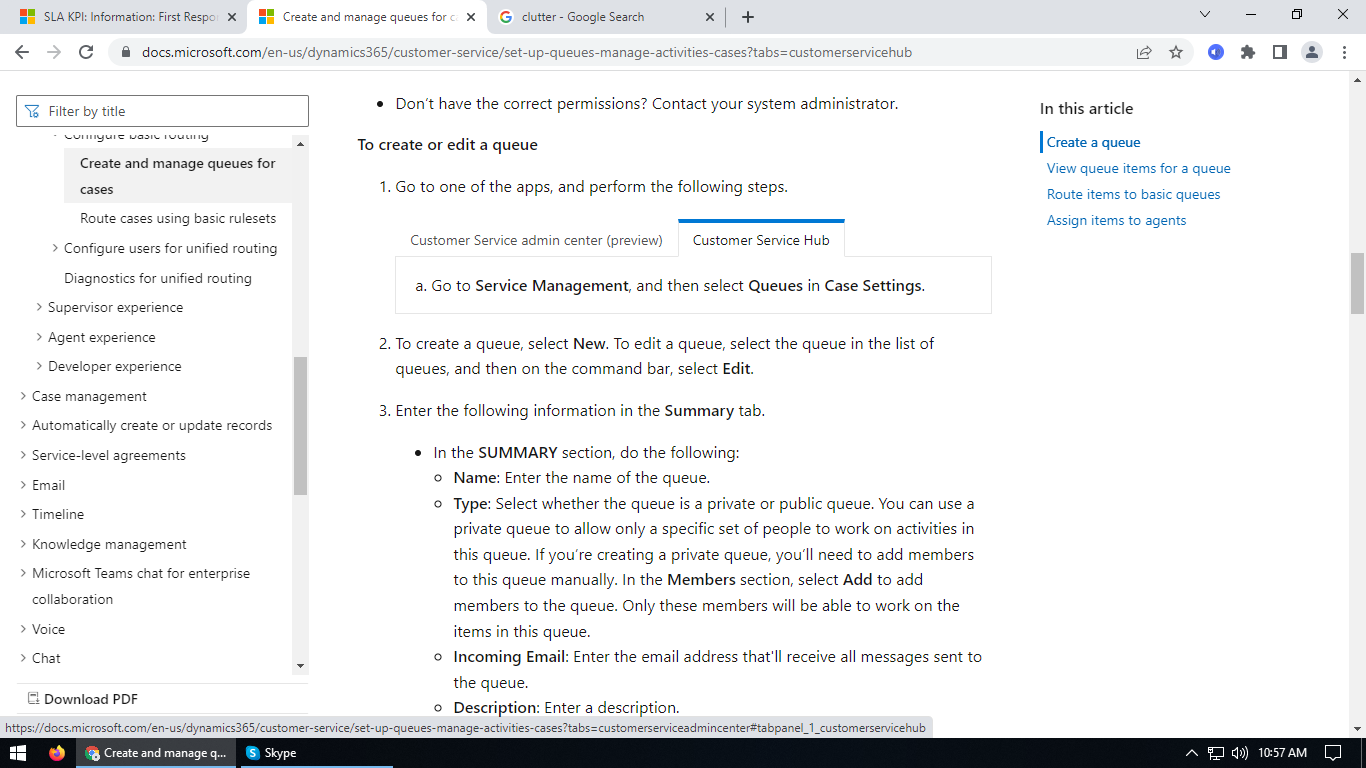 SLA KPI: Information: First Respo
Create and manage queues for ca
clutter - Google Search
docs.microsoft.com/en-us/dynamics365/customer-service/set-up-queues-manage-activities-cases?tabs=customerservicehub
Filter by title
Configure basic routing
Create and manage queues for
cases
Route cases using basic rulesets
Configure users for unified routing
Diagnostics for unified routing
Supervisor experience
Agent experience
Developer experience
Case management
Automatically create or update records
Service-level agreements
Email
Timeline
Knowledge management
Microsoft Teams chat for enterprise
collaboration
Voice
Chat
Download PDF
• Don't have the correct permissions? Contact your system administrator.
To create or edit a queue
1. Go to one of the apps, and perform the following steps.
Customer Service admin center (preview)
Customer Service Hub
a. Go to Service Management, and then select Queues in Case Settings.
2. To create a queue, select New. To edit a queue, select the queue in the list of
queues, and then on the command bar, select Edit.
3. Enter the following information in the Summary tab.
• In the SUMMARY section, do the following:
○ Name: Enter the name of the queue.
○ Type: Select whether the queue is a private or public queue. You can use a
private queue to allow only a specific set of people to work on activities in
this queue. If you're creating a private queue, you'll need to add members
to this queue manually. In the Members section, select Add to add
members to the queue. Only these members will be able to work on the
items in this queue.
○ Incoming Email: Enter the email address that'll receive all messages sent to
the queue.
○ Description: Enter a description.
In this article
Create a queue
View queue items for a queue
Route items to basic queues
Assign items to agents
https://docs.microsoft.com/en-us/dynamics365/customer-service/set-up-queues-manage-activities-cases?tabs=customerserviceadmincenter#tabpanel_1_customerservicehub
Create and manage q...
Skype
10:57 AM